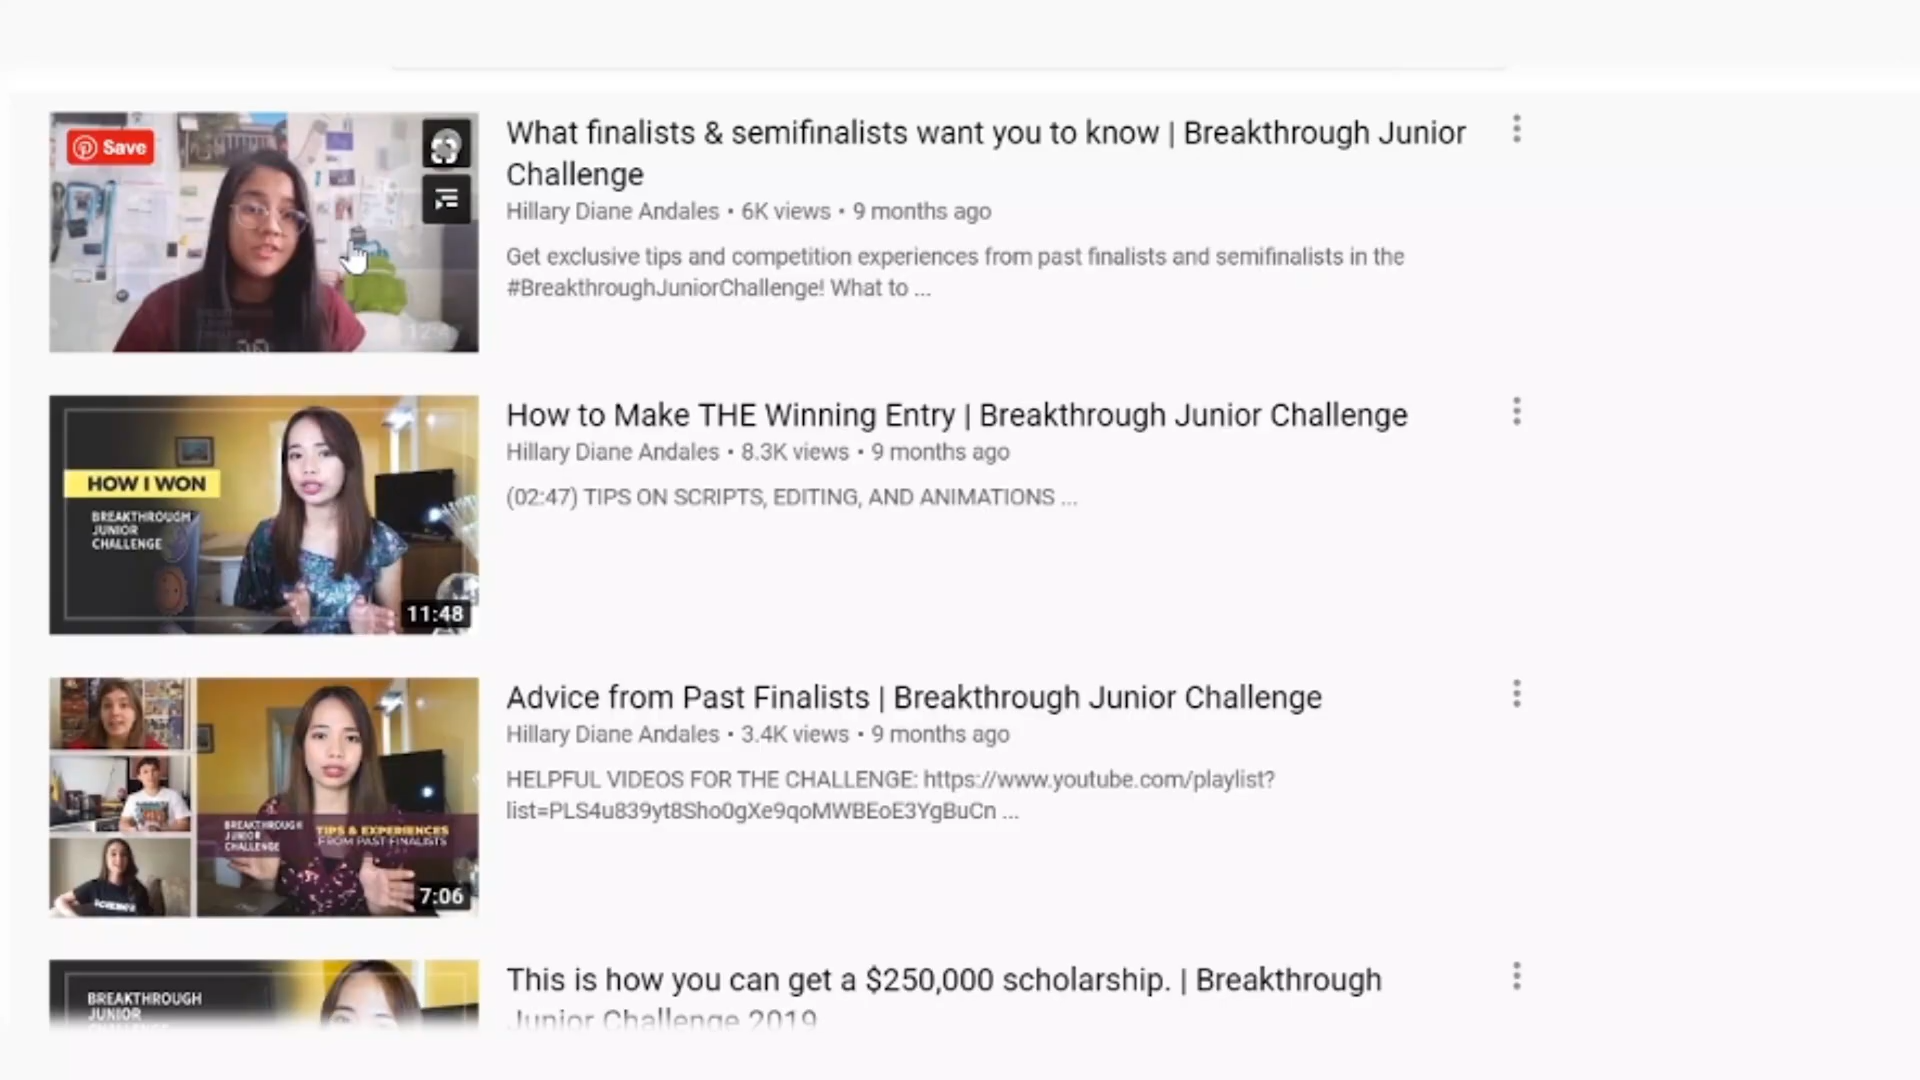 Save
What finalists & semifinalists want you to know | Breakthrough Junior
Challenge
Hillary Diane Andales • 6K views • 9 months ago
Get exclusive tips and competition experiences from past finalists and semifinalists in the
#BreakthroughJuniorChallenge! What to ...
HOW I WON
BREAKTHROUGH
JUNIOR
CHALLENGE
11:48
How to Make THE Winning Entry | Breakthrough Junior Challenge
Hillary Diane Andales • 8.3K views • 9 months ago
(02:47) TIPS ON SCRIPTS, EDITING, AND ANIMATIONS ...
BREAKTHROUGH
JUNIOR
CHALLENGE
TIPS & EXPERIENCES
FROM PAST FINALISTS
7:06
Advice from Past Finalists | Breakthrough Junior Challenge
Hillary Diane Andales • 3.4K views • 9 months ago
HELPFUL VIDEOS FOR THE CHALLENGE: https://www.youtube.com/playlist?
list=PLS4u839yt8Sho0gXe9qoMWBEoE3YgBuCn ...
BREAKTHROUGH
JUNIOR
This is how you can get a $250,000 scholarship. | Breakthrough
Junior Challenge 2019